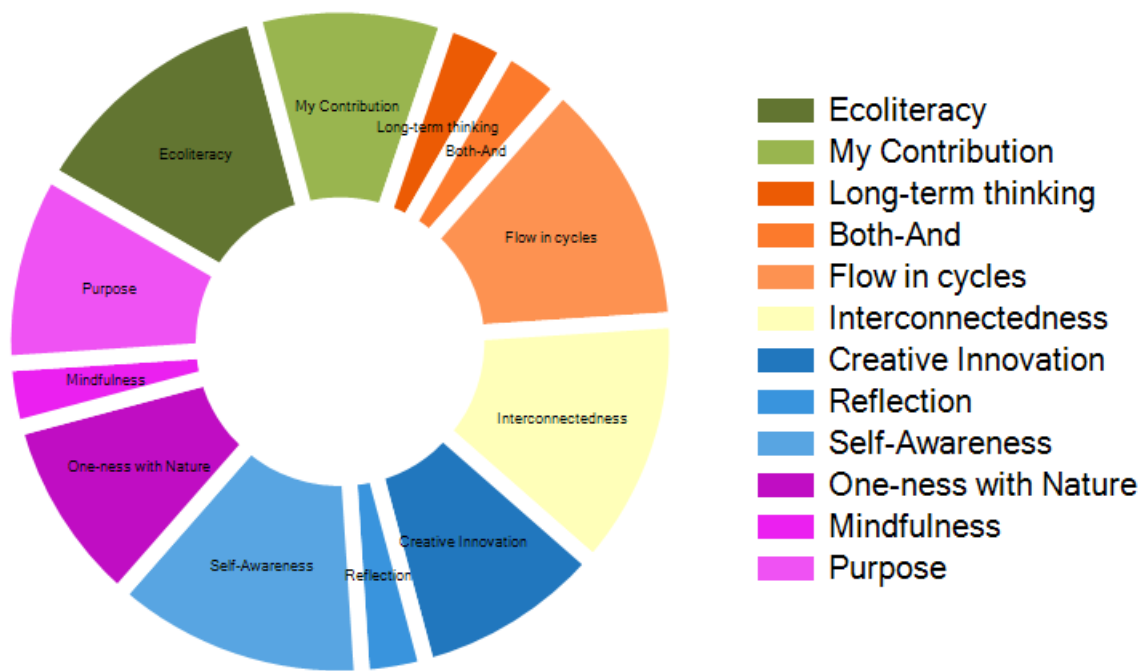 My Contribution
Long-term thinking
Both-And
Ecoliteracy
Flow in cycles
Purpose
Mindfulness
Interconnectedness
One-ness with Nature
Creative Innovation
Self-Awareness
Reflection
Ecoliteracy
My Contribution
Long-term thinking
Both-And
Flow in cycles
Interconnectedness
Creative Innovation
Reflection
Self-Awareness
One-ness with Nature
Mindfulness
Purpose